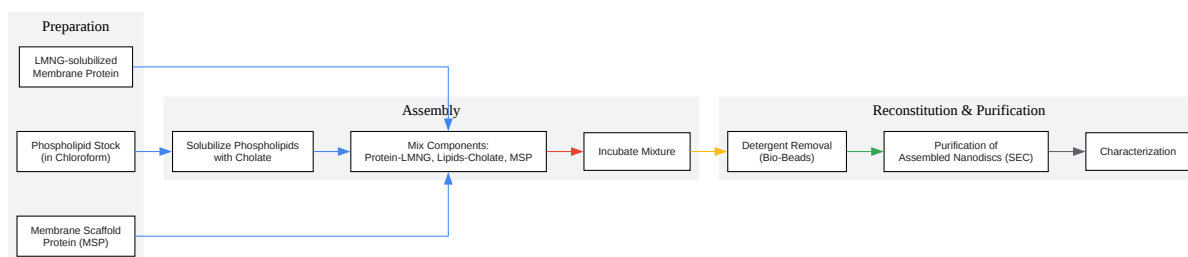 Preparation
LMNG-solubilized
Membrane Protein
Phospholipid Stock
(in Chloroform)
Membrane Scaffold
Protein (MSP)
Assembly
Solubilize Phospholipids
with Cholate
Mix Components:
Protein-LMNG, Lipids-Cholate, MSP
Incubate Mixture
Reconstitution & Purification
Detergent Removal
(Bio-Beads)
Purification of
Assembled Nanodiscs (SEC)
Characterization